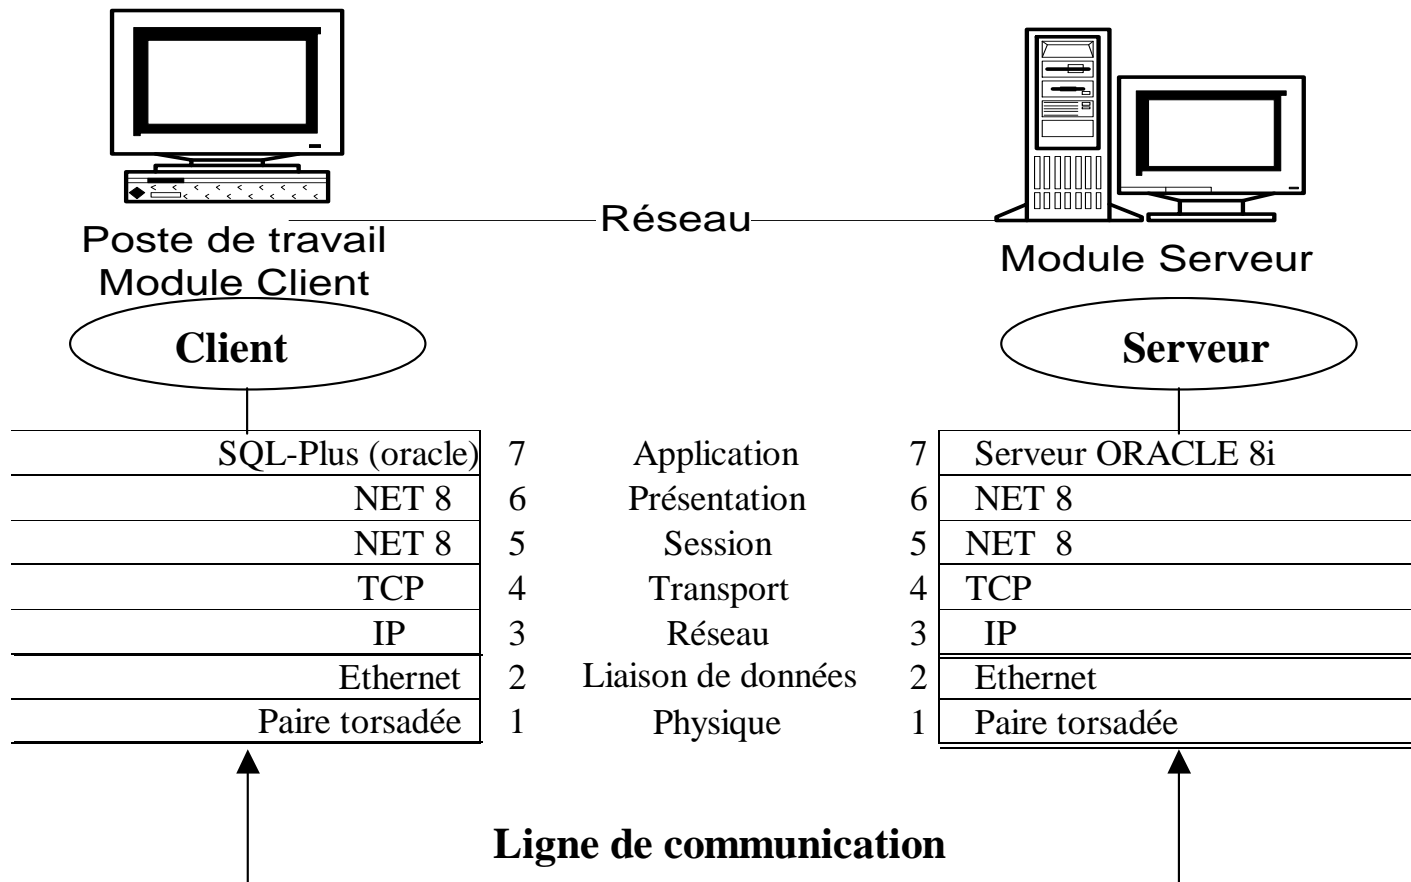 Réseau
Poste de travail
Module Client
Module Serveur
Client
Serveur
SQL-Plus (oracle) 7 Application 7 Serveur ORACLE 8i
NET 8 6 Présentation 6 NET 8
NET 8 5 Session 5 NET 8
TCP 4 Transport 4 TCP
IP 3 Réseau 3 IP
Ethernet 2 Liaison de données 2 Ethernet
Paire torsadée 1 Physique 1 Paire torsadée
Ligne de communication